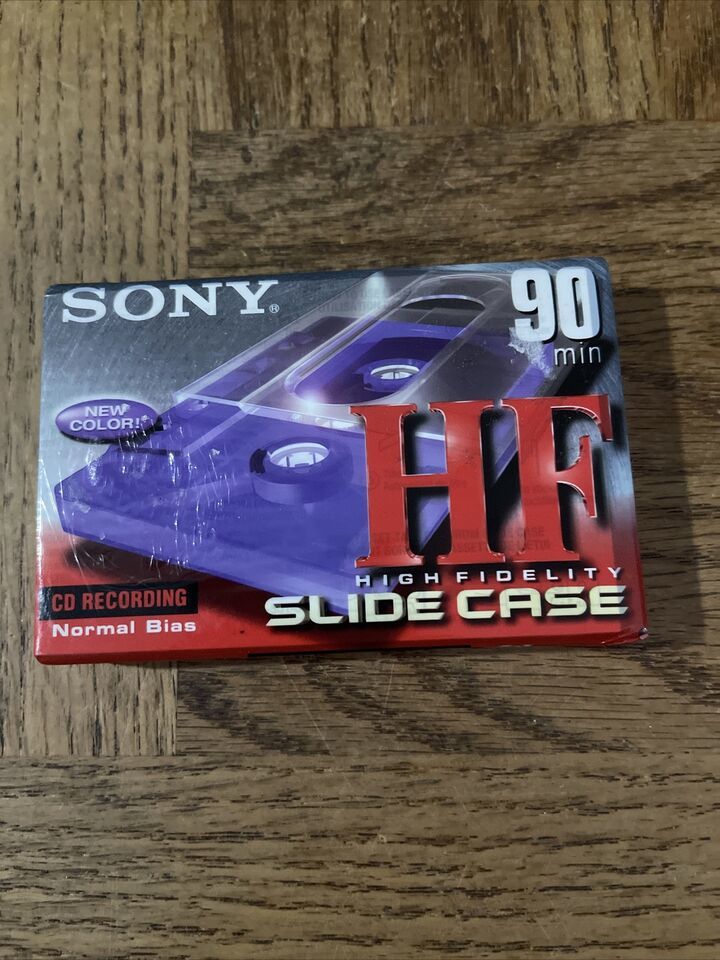 SONY®
90
min
NEW
COLOR!
HF
HIGH FIDELITY
SLIDE CASE
CD RECORDING
Normal Bias